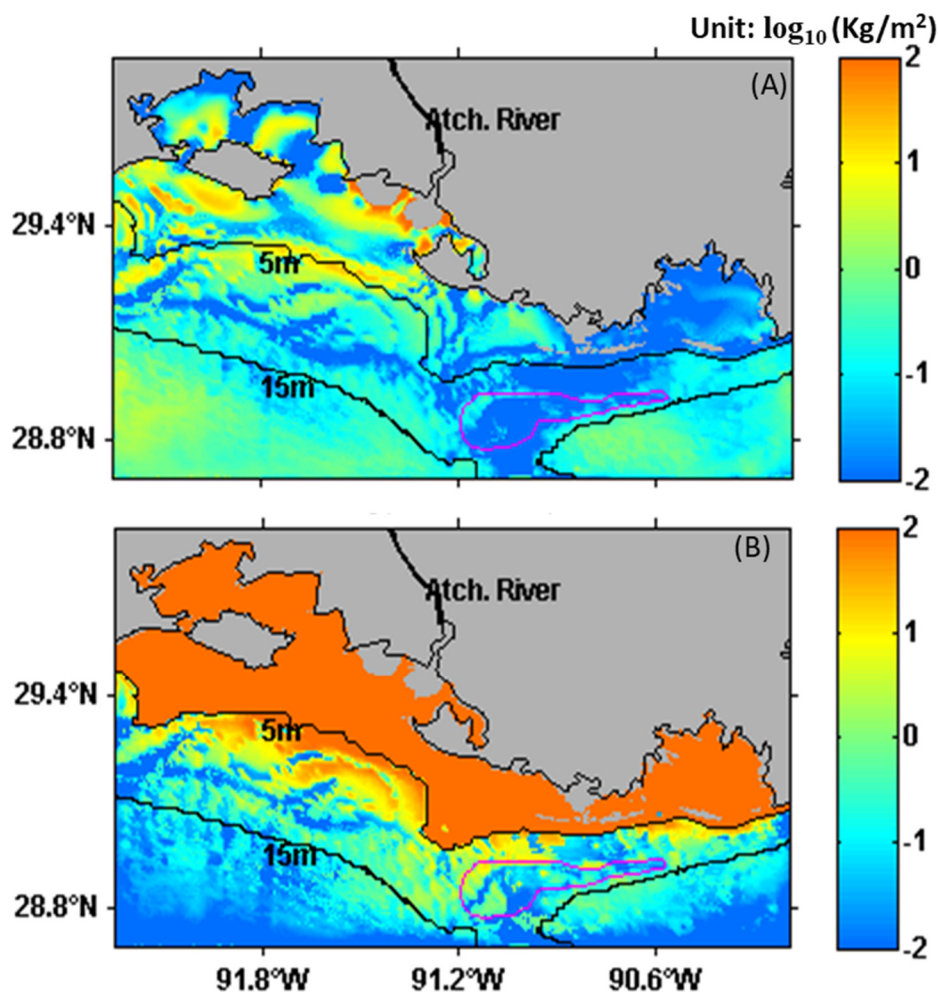 Unit: log₁₀ (Kg/m²)
(A)
Atch. River
29.4°N
5m
15m
28.8°N
2
1
0
-1
-2
(B)
Atch. River
29.4°N
5m
15m
28.8°N
91.8°W 91.2°W 90.6°W
2
1
0
-1
-2